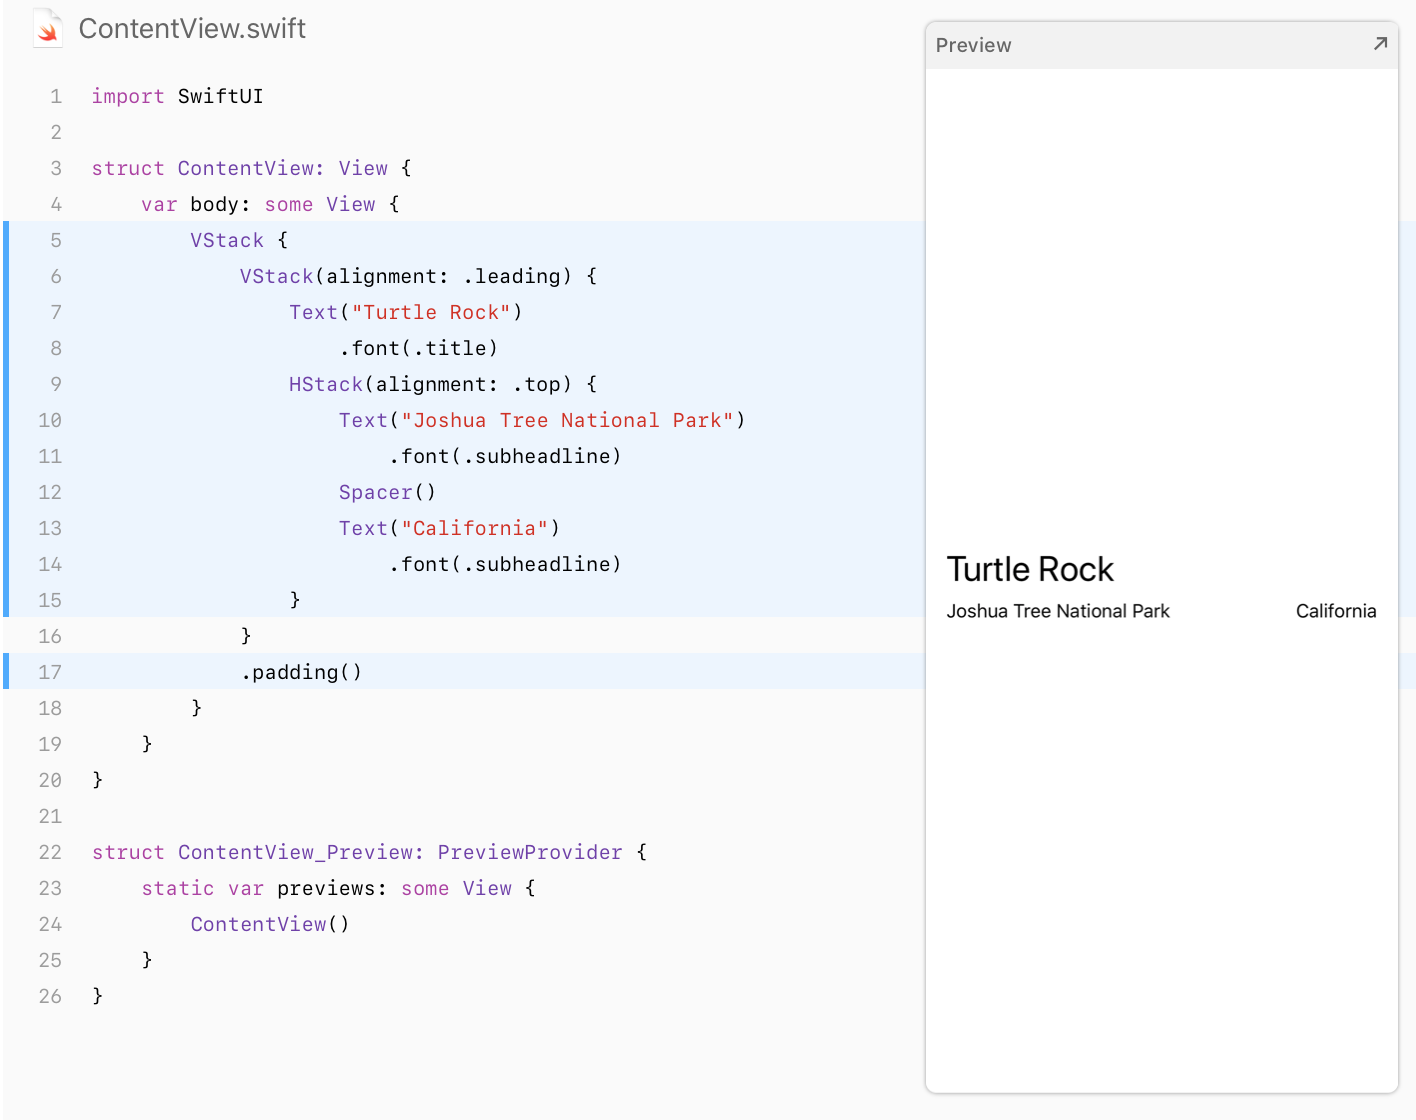 ContentView.swift
1 import SwiftUI
2
3 struct ContentView: View {
4     var body: some View {
5         VStack {
6             VStack(alignment: .leading) {
7                 Text("Turtle Rock")
8                     .font(.title)
9                 HStack(alignment: .top) {
10                     Text("Joshua Tree National Park")
11                         .font(.subheadline)
12                     Spacer()
13                     Text("California")
14                         .font(.subheadline)
15                 }
16             }
17             .padding()
18         }
19     }
20 }
21
22 struct ContentView_Preview: PreviewProvider {
23     static var previews: some View {
24         ContentView()
25     }
26 }
Preview
Turtle Rock
Joshua Tree National Park California